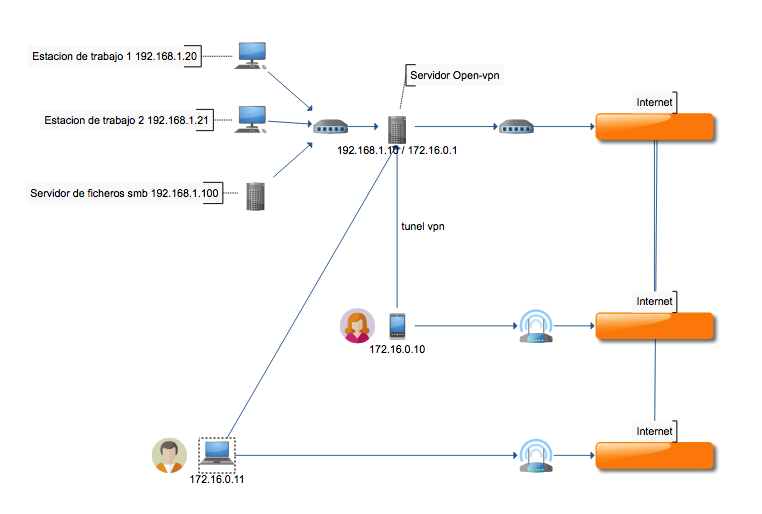 Estacion de trabajo 1 192.168.1.20
Servidor Open-vpn
Internet
Estacion de trabajo 2 192.168.1.21
192.168.1.10 / 172.16.0.1
Servidor de ficheros smb 192.168.1.100
tunel vpn
Internet
172.16.0.10
Internet
172.16.0.11